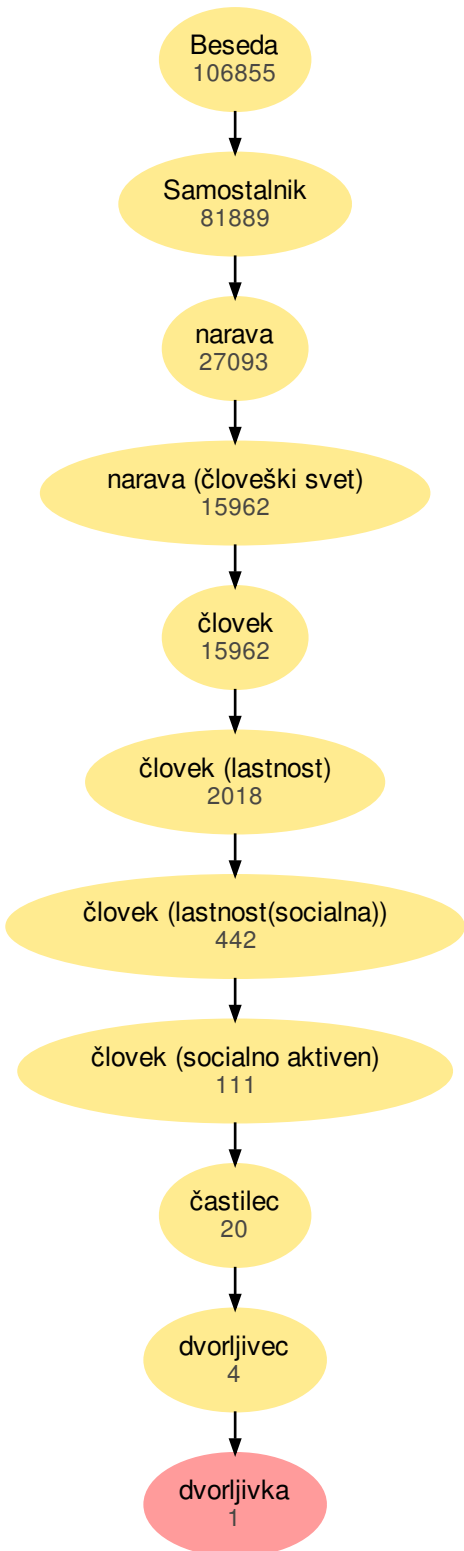 Beseda
106855
Samostalnik
81889
narava
27093
narava (človeški svet)
15962
človek
15962
človek (lastnost)
2018
človek (lastnost(socialna))
442
človek (socialno aktiven)
111
častilec
20
dvorljivec
4
dvorljivka
1